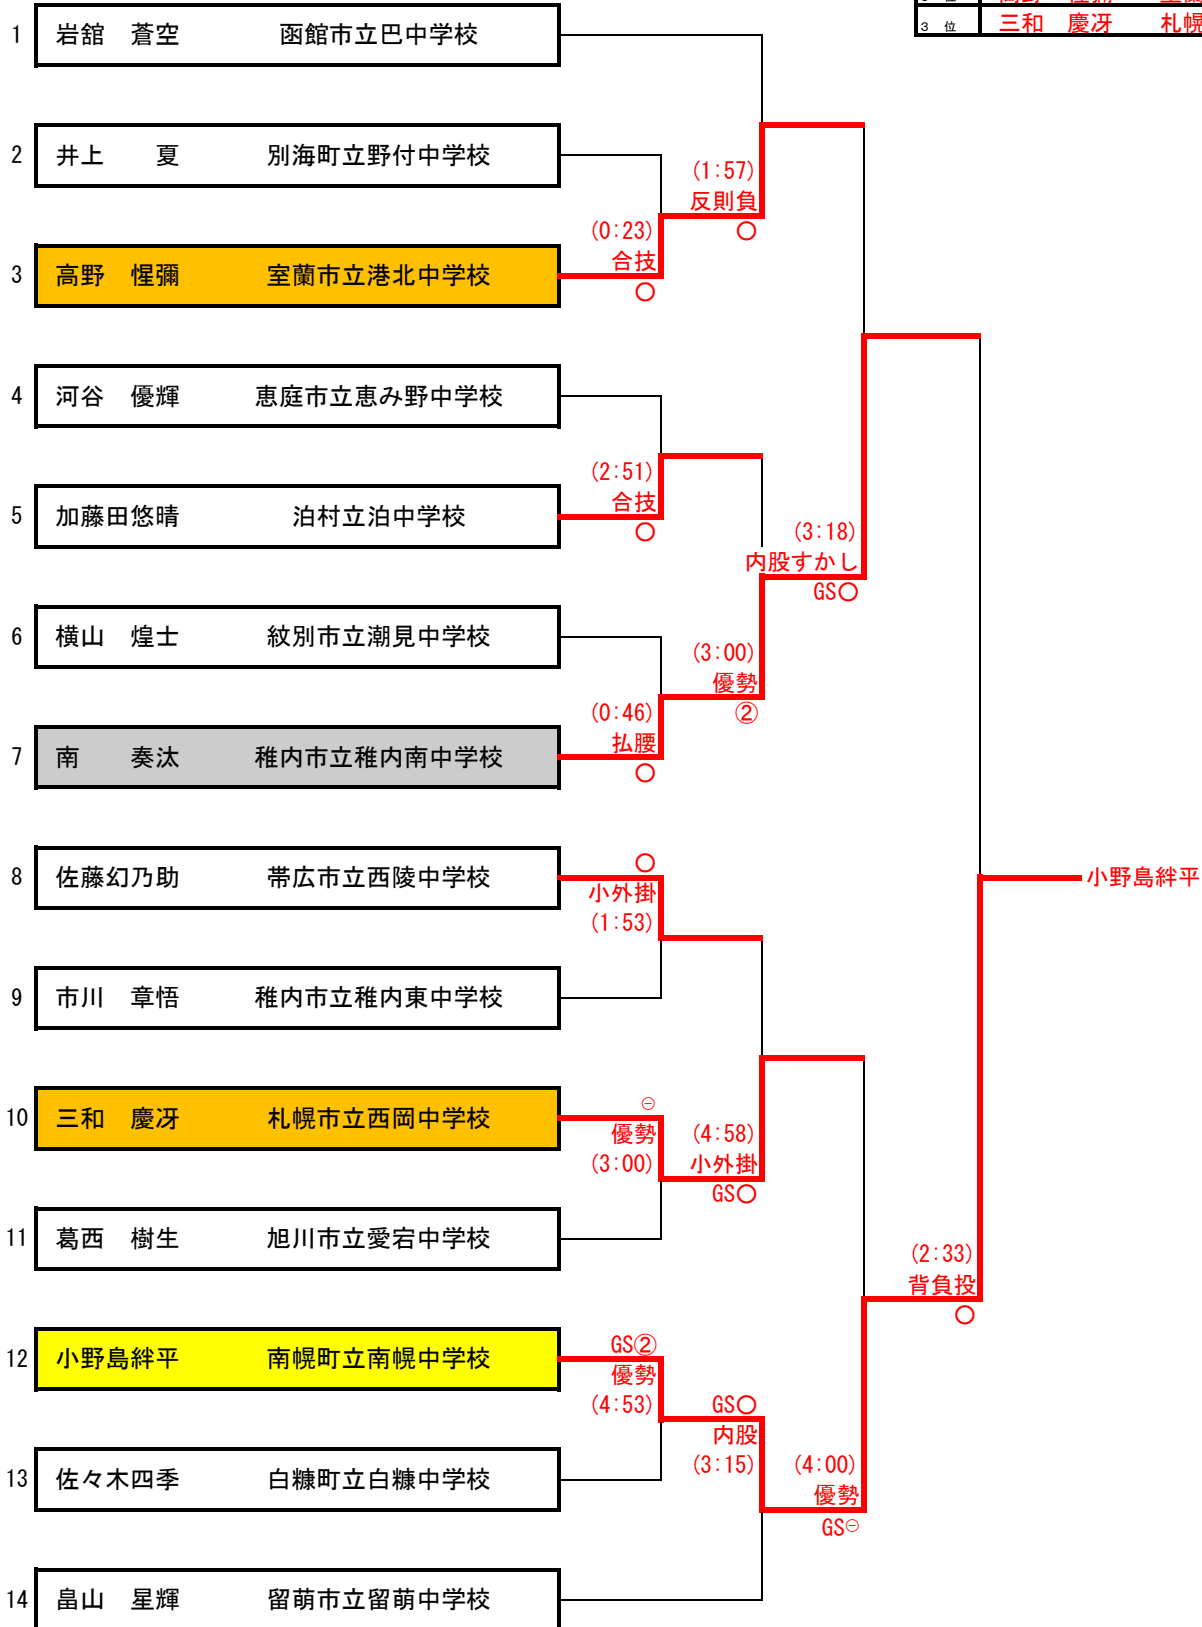 3 位 三和 慶冴 札幌
1 岩舘 蒼空 函館市立巴中学校
2 井上 夏 別海町立野付中学校
(1:57)
反則負
○
(0:23)
合技
3 高野 惺彌 室蘭市立港北中学校
○
4 河谷 優輝 恵庭市立恵み野中学校
(2:51)
合技
5 加藤田悠晴 泊村立泊中学校
○
(3:18)
内股すかし
GS○
6 横山 煌士 紋別市立潮見中学校
(3:00)
優勢
②
(0:46)
払腰
7 南 奏汰 稚内市立稚内南中学校
○
○
8 佐藤幻乃助 帯広市立西陵中学校
小外掛
(1:53)
小野島絆平
9 市川 章悟 稚内市立稚内東中学校
10 三和 慶冴 札幌市立西岡中学校
㊀
優勢
(3:00)
(4:58)
小外掛
GS○
11 葛西 樹生 旭川市立愛宕中学校
(2:33)
背負投
○
12 小野島絆平 南幌町立南幌中学校
GS②
優勢
(4:53)
GS○
内股
(3:15)
(4:00)
優勢
GS㊀
13 佐々木四季 白糠町立白糠中学校
14 畠山 星輝 留萌市立留萌中学校